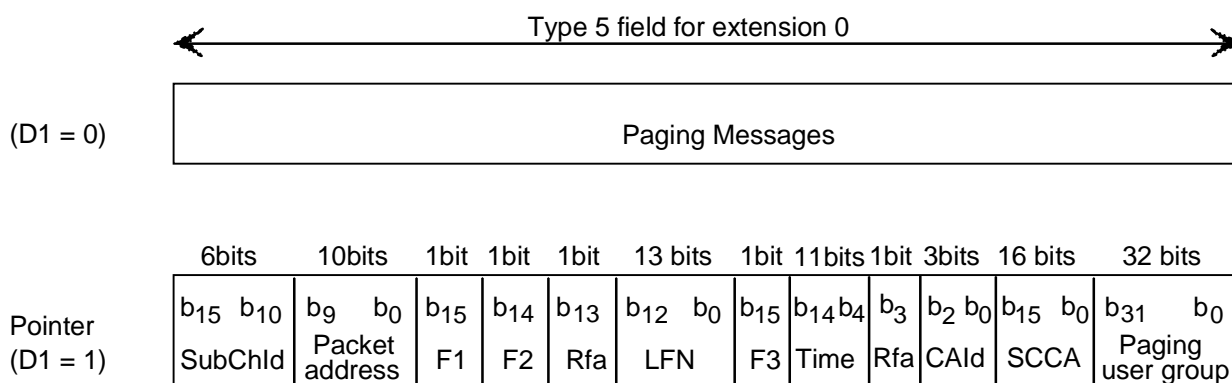 Type 5 field for extension 0
(D1 = 0)
Paging Messages
6bits 10bits 1bit 1bit 1bit 13 bits 1bit 11bits 1bit 3bits 16 bits 32 bits
Pointer
(D1 = 1)
b15 b10 b9 b0 b15 b14 b13 b12 b0 b15 b14 b4 b3 b2 b0 b15 b0 b31 b0
SubChId Packet address F1 F2 Rfa LFN F3 Time Rfa CAId SCCA Paging user group